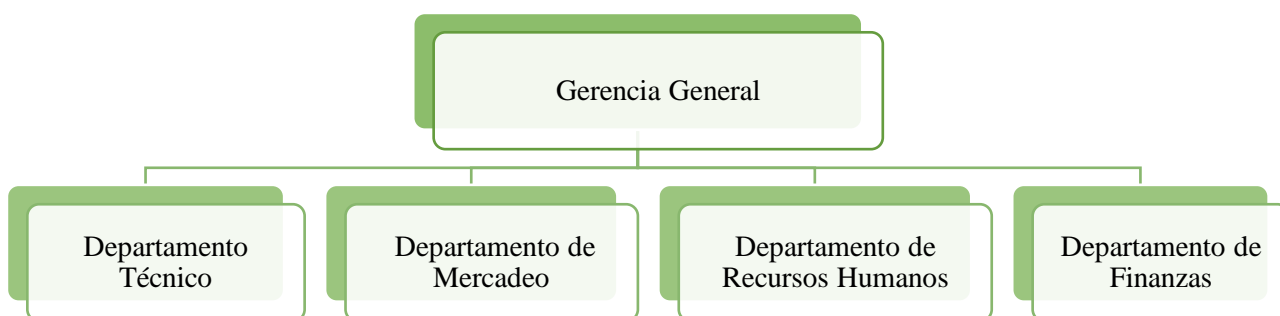 Gerencia General
Departamento
Técnico
Departamento de
Mercadeo
Departamento de
Recursos Humanos
Departamento de
Finanzas